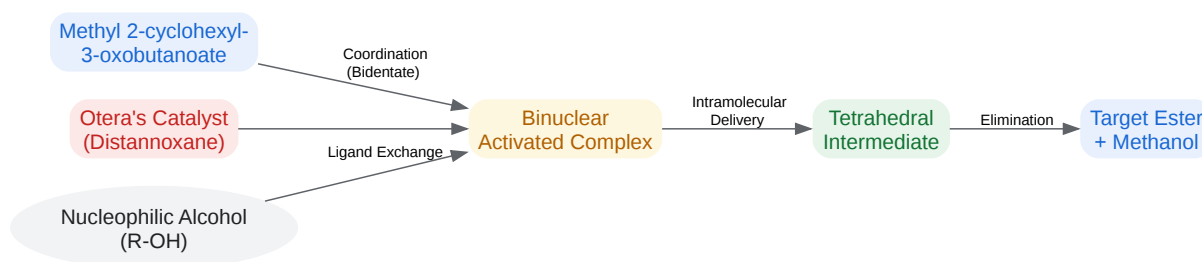 Methyl 2-cyclohexyl-
3-oxobutanoate
Coordination
(Bidentate)
Otera's Catalyst
(Distannoxane)
Ligand Exchange
Nucleophilic Alcohol
(R-OH)
Binuclear
Activated Complex
Intramolecular
Delivery
Tetrahedral
Intermediate
Elimination
Target Ester
+ Methanol